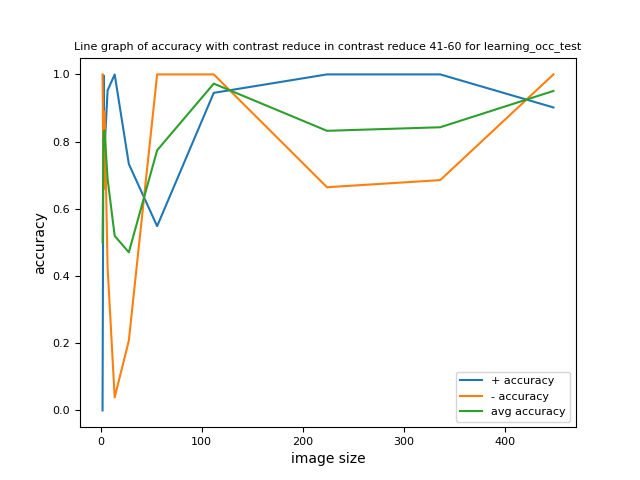 Line graph of accuracy with contrast reduce in contrast reduce 41-60 for learning_occ_test
1.0
0.8
0.6
0.4
0.2
0.0
accuracy
0 100 200 300 400
image size
+ accuracy
- accuracy
avg accuracy